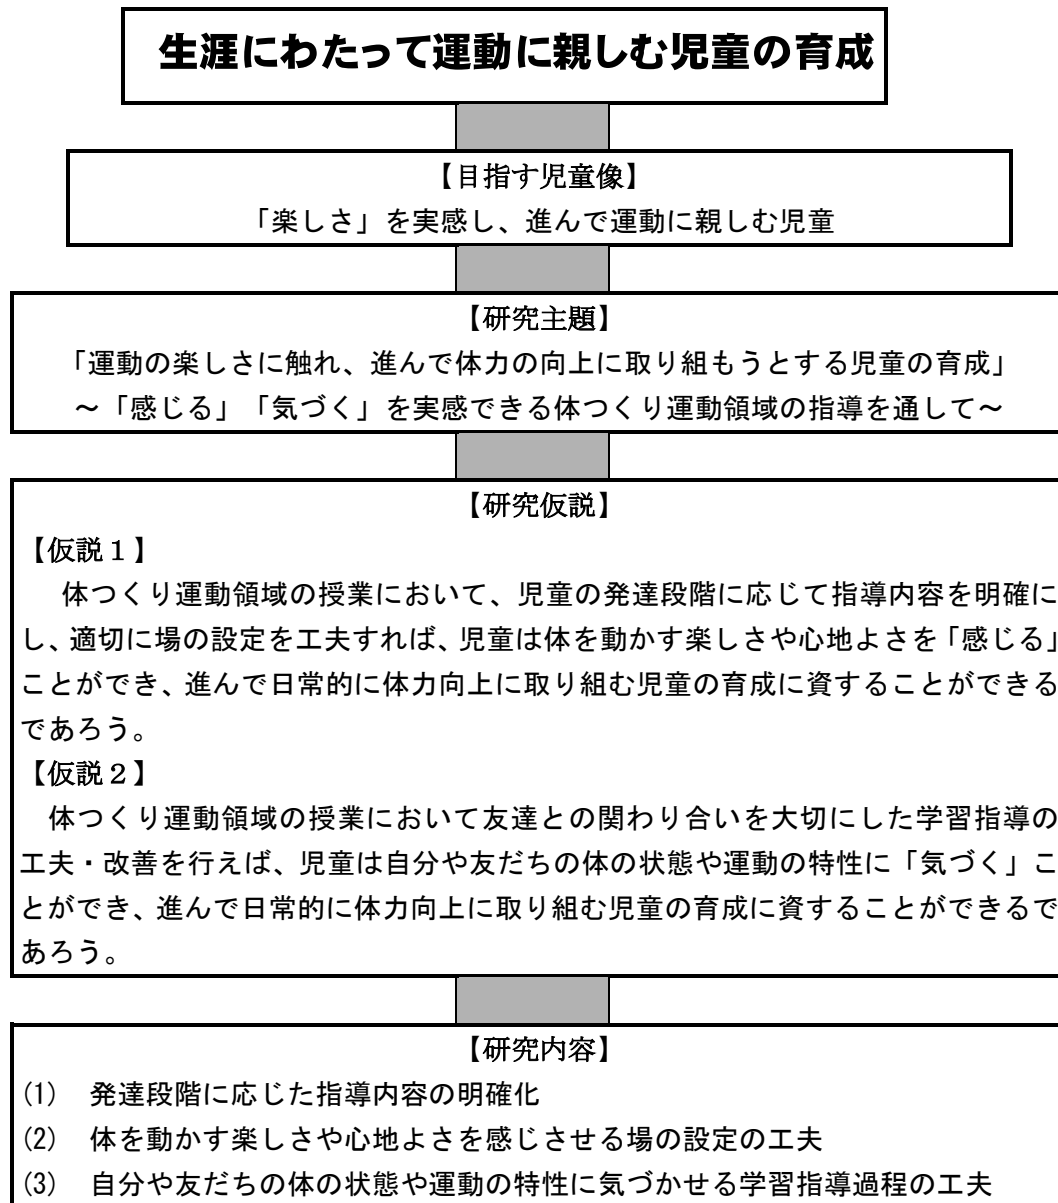 生涯にわたって運動に親しむ児童の育成
【目指す児童像】
「楽しさ」を実感し、進んで運動に親しむ児童
【研究主題】
「運動の楽しさに触れ、進んで体力の向上に取り組もうとする児童の育成」
～「感じる」「気づく」を実感できる体つくり運動領域の指導を通して～
【研究仮説】
【仮説１】
体つくり運動領域の授業において、児童の発達段階に応じて指導内容を明確に
し、適切に場の設定を工夫すれば、児童は体を動かす楽しさや心地よさを「感じる」
ことができ、進んで日常的に体力向上に取り組む児童の育成に資することができる
であろう。
【仮説２】
体つくり運動領域の授業において友達との関わり合いを大切にした学習指導の
工夫・改善を行えば、児童は自分や友だちの体の状態や運動の特性に「気づく」こ
とができ、進んで日常的に体力向上に取り組む児童の育成に資することができるで
あろう。
【研究内容】
(1)　発達段階に応じた指導内容の明確化
(2)　体を動かす楽しさや心地よさを感じさせる場の設定の工夫
(3)　自分や友だちの体の状態や運動の特性に気づかせる学習指導過程の工夫